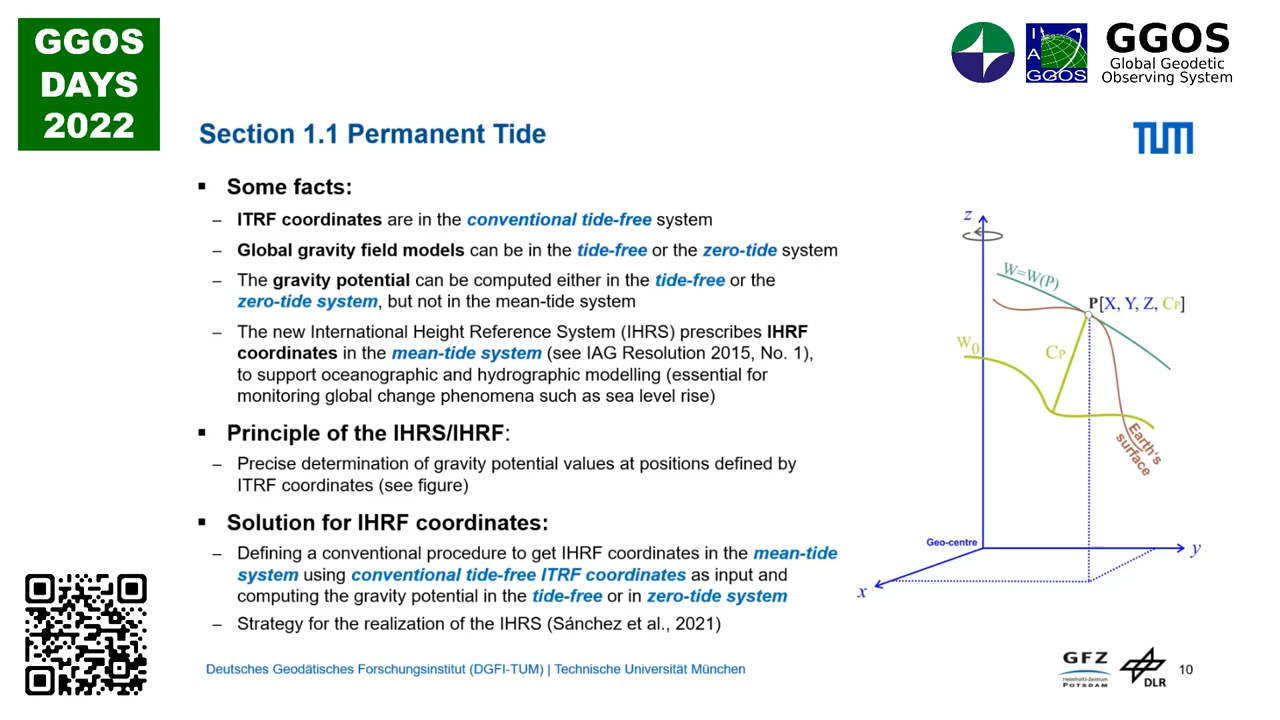 GGOS
DAYS
2022
I
A
G
GGOS
GGOS
Global Geodetic
Observing System
Section 1.1 Permanent Tide
TUM
▪ Some facts:
– ITRF coordinates are in the conventional tide-free system
– Global gravity field models can be in the tide-free or the zero-tide system
– The gravity potential can be computed either in the tide-free or the
zero-tide system, but not in the mean-tide system
– The new International Height Reference System (IHRS) prescribes IHRF
coordinates in the mean-tide system (see IAG Resolution 2015, No. 1),
to support oceanographic and hydrographic modelling (essential for
monitoring global change phenomena such as sea level rise)
▪ Principle of the IHRS/IHRF:
– Precise determination of gravity potential values at positions defined by
ITRF coordinates (see figure)
▪ Solution for IHRF coordinates:
– Defining a conventional procedure to get IHRF coordinates in the mean-tide
system using conventional tide-free ITRF coordinates as input and
computing the gravity potential in the tide-free or in zero-tide system
– Strategy for the realization of the IHRS (Sánchez et al., 2021)
z
W=W(P)
P[X, Y, Z, CP]
W0
CP
Earth's
surface
Geo-centre
y
x
Deutsches Geodätisches Forschungsinstitut (DGFI-TUM) | Technische Universität München
GFZ
Helmholtz-Zentrum
POTSDAM
DLR
10